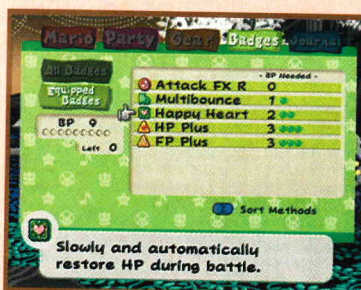 Mario Party Gear Badges Journal
All Badges
Equipped
Badges
BP 9
Left 0
- BP Needed -
Attack FX R 0
Multibounce 1
Happy Heart 2
HP Plus 3
FP Plus 3
Sort Methods
Slowly and automatically
restore HP during battle.